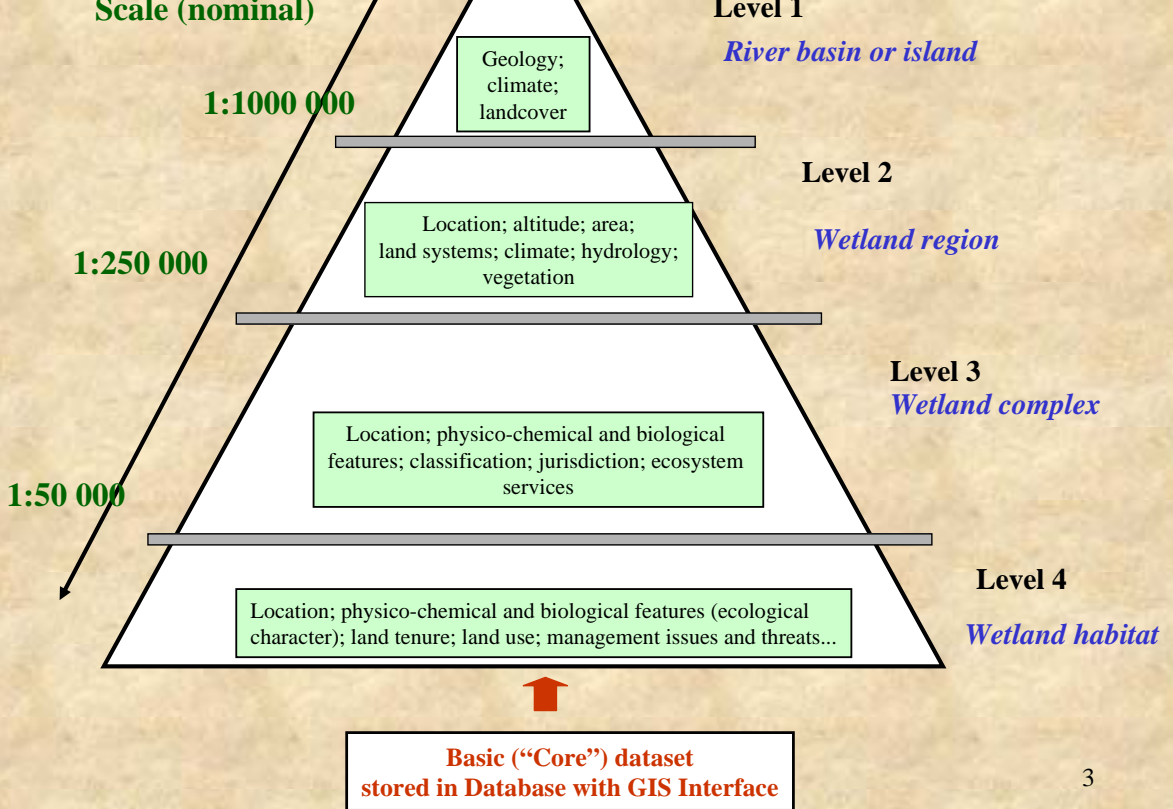 Scale (nominal)
Level 1
River basin or island
Geology;
climate;
landcover
1:1000 000
Level 2
Wetland region
Location; altitude; area;
land systems; climate; hydrology;
vegetation
1:250 000
Level 3
Wetland complex
Location; physico-chemical and biological
features; classification; jurisdiction; ecosystem
services
1:50 000
Level 4
Wetland habitat
Location; physico-chemical and biological features (ecological
character); land tenure; land use; management issues and threats...
Basic (“Core”) dataset
stored in Database with GIS Interface
3